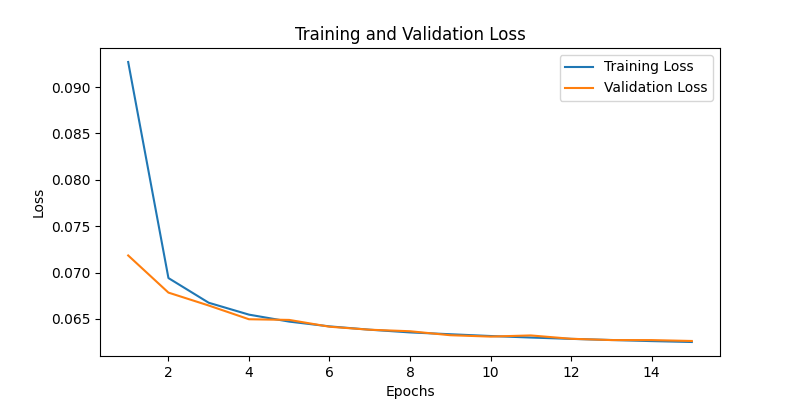 Training and Validation Loss
Training Loss
Validation Loss
0.090
0.085
0.080
0.075
0.070
0.065
Loss
2 4 6 8 10 12 14
Epochs